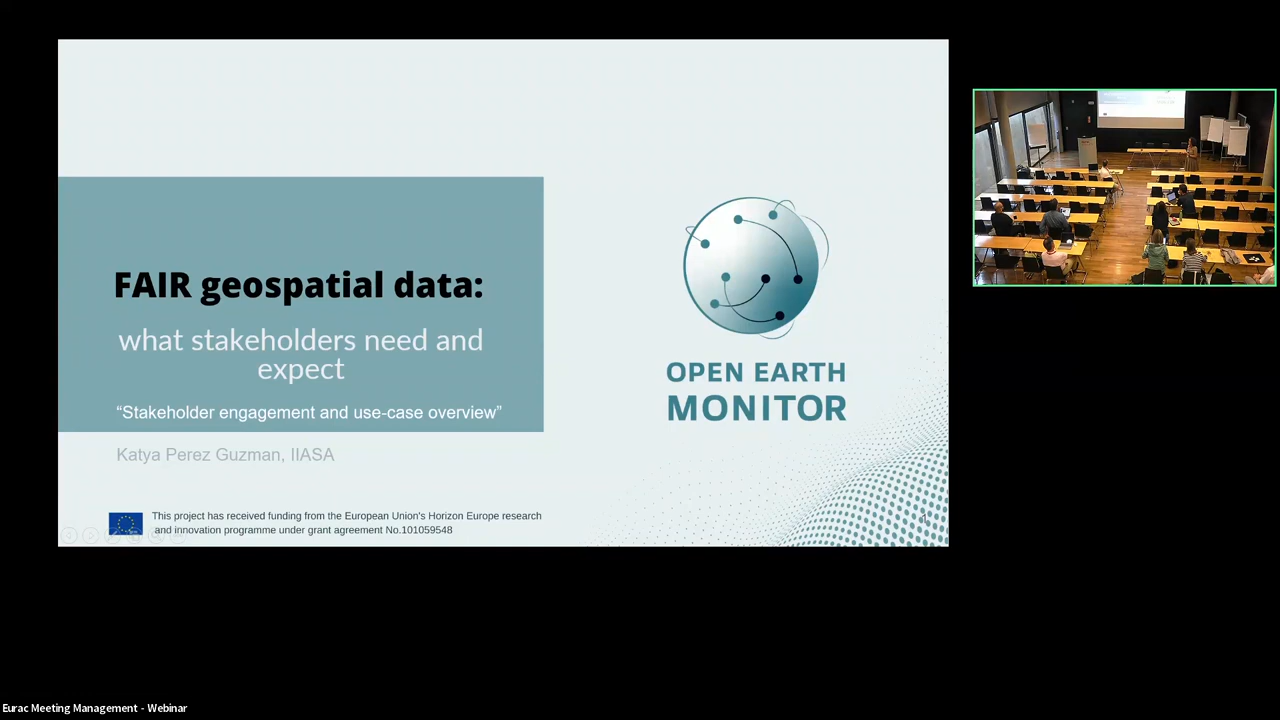 FAIR geospatial data:
what stakeholders need and
expect
“Stakeholder engagement and use-case overview”
Katya Perez Guzman, IIASA
OPEN EARTH
MONITOR
This project has received funding from the European Union's Horizon Europe research
and innovation programme under grant agreement No.101059548
Eurac Meeting Management - Webinar